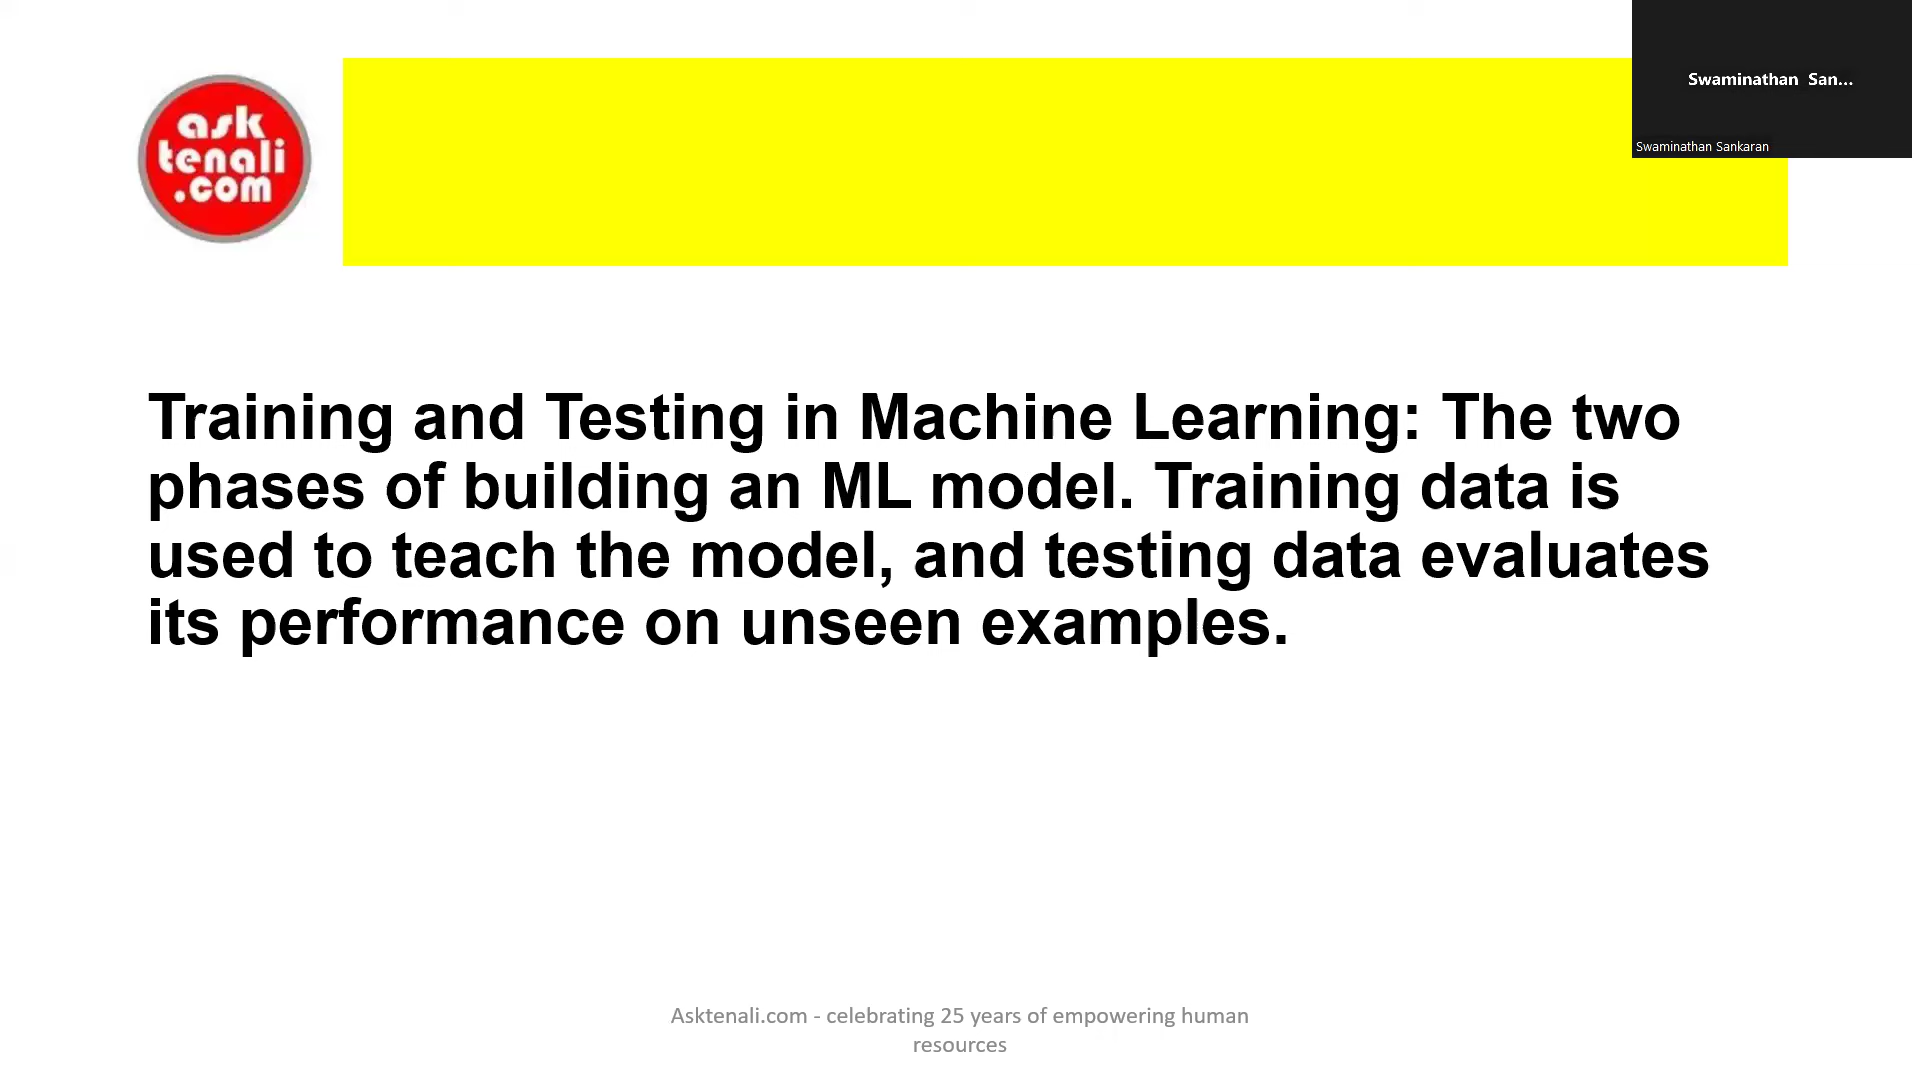 ask
tenali
.com
Swaminathan San...
Swaminathan Sankaran
Training and Testing in Machine Learning: The two
phases of building an ML model. Training data is
used to teach the model, and testing data evaluates
its performance on unseen examples.
Asktenali.com - celebrating 25 years of empowering human
resources